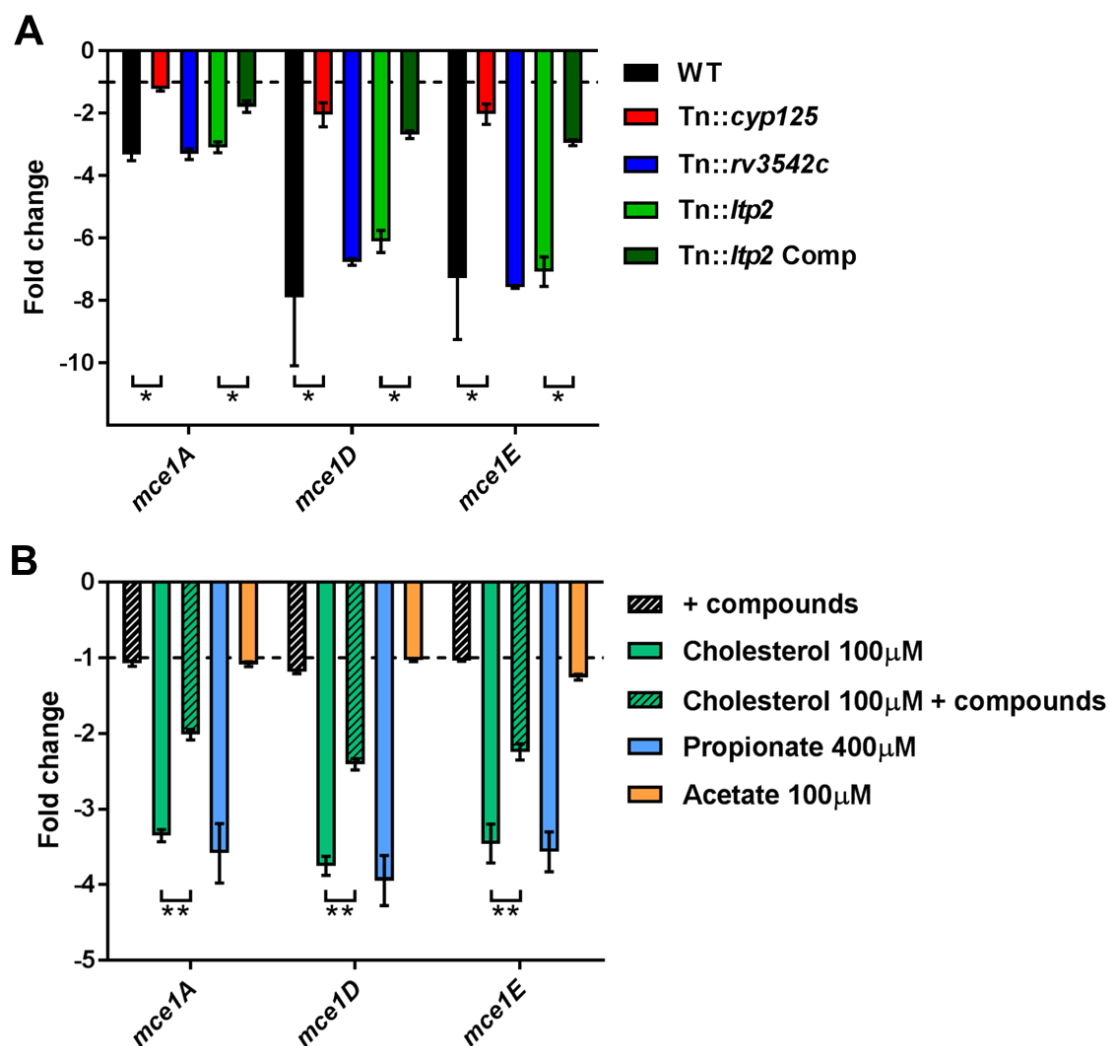 A
Fold change
0
-2
-4
-6
-8
-10
* * * * * *
mce1A mce1D mce1E
WT
Tn::cyp125
Tn::rv3542c
Tn::ltp2
Tn::ltp2 Comp
B
Fold change
0
-1
-2
-3
-4
-5
** ** **
mce1A mce1D mce1E
+ compounds
Cholesterol 100μM
Cholesterol 100μM + compounds
Propionate 400μM
Acetate 100μM